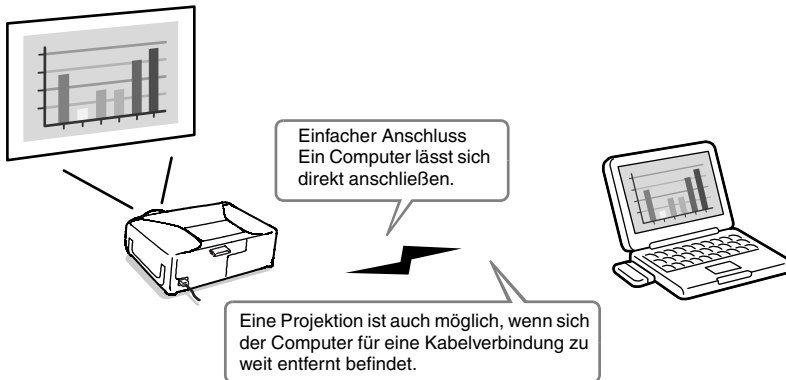 Einfacher Anschluss
Ein Computer lässt sich
direkt anschließen.
Eine Projektion ist auch möglich, wenn sich
der Computer für eine Kabelverbindung zu
weit entfernt befindet.